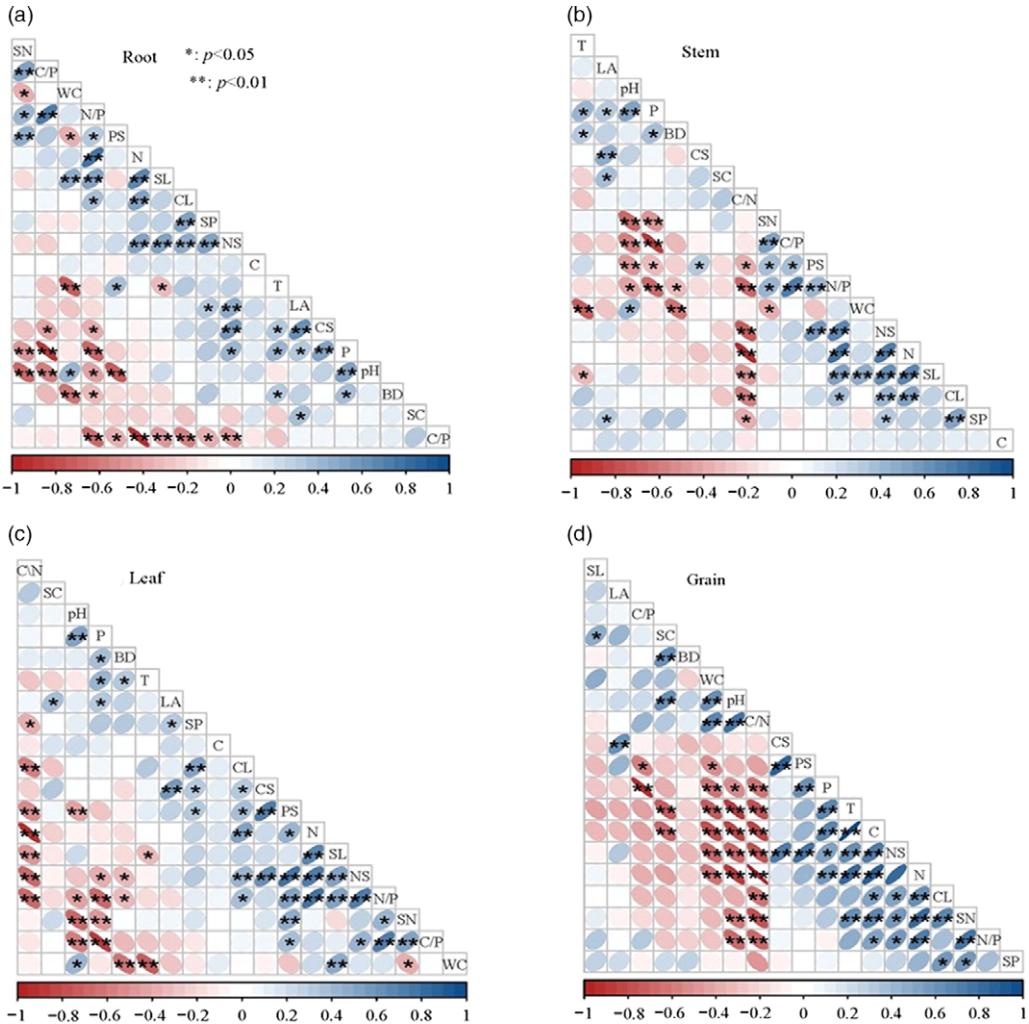 (a)
Root
*: p<0.05
**: p<0.01
SN
C/P
WC
N/P
PS
N
SL
CL
SP
NS
C
T
LA
CS
P
pH
BD
SC
C/P
−1 −0.8 −0.6 −0.4 −0.2 0 0.2 0.4 0.6 0.8 1
(b)
Stem
T
LA
pH
P
BD
CS
SC
C/N
SN
C/P
PS
N/P
WC
NS
N
SL
CL
SP
C
−1 −0.8 −0.6 −0.4 −0.2 0 0.2 0.4 0.6 0.8 1
(c)
Leaf
C\N
SC
pH
P
BD
T
LA
SP
C
CL
CS
PS
N
SL
NS
N/P
SN
C/P
WC
−1 −0.8 −0.6 −0.4 −0.2 0 0.2 0.4 0.6 0.8 1
(d)
Grain
SL
LA
C/P
SC
BD
WC
pH
C/N
CS
PS
P
T
C
NS
N
CL
SN
N/P
SP
−1 −0.8 −0.6 −0.4 −0.2 0 0.2 0.4 0.6 0.8 1